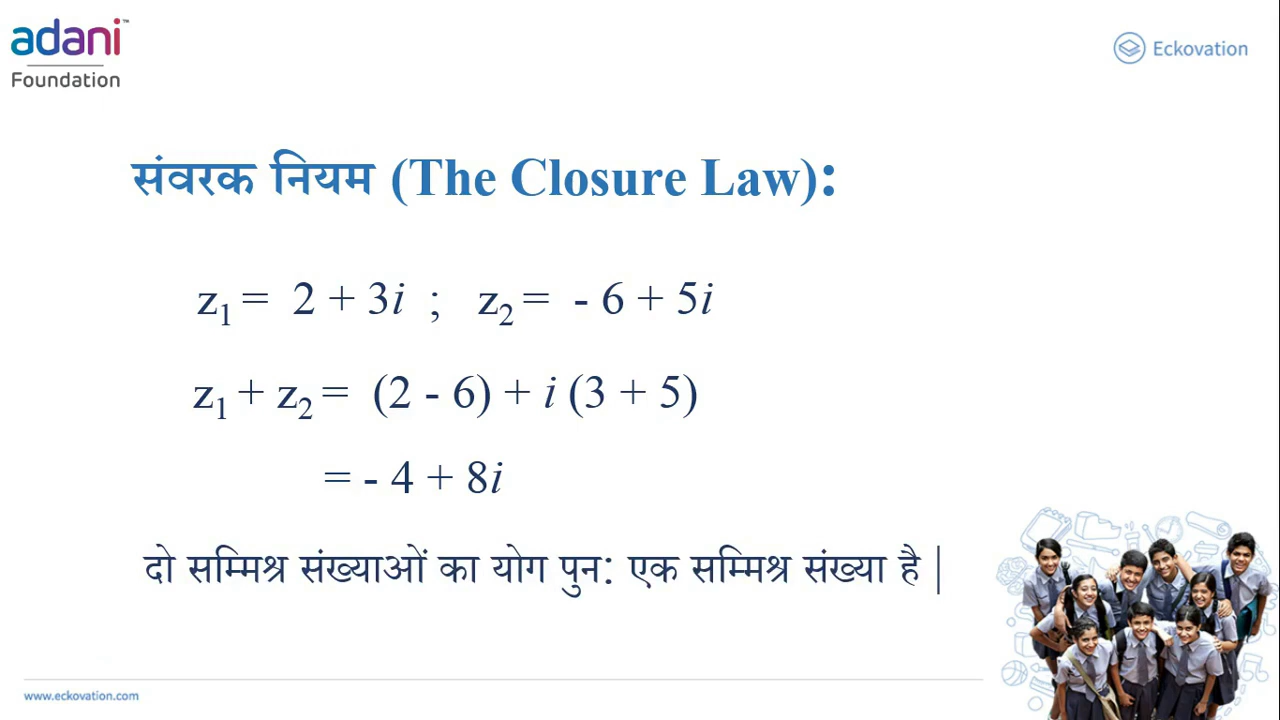 adani™
Foundation
Eckovation
संवरक नियम (The Closure Law):
z₁ = 2 + 3i ; z₂ = - 6 + 5i
z₁ + z₂ = (2 - 6) + i (3 + 5)
= - 4 + 8i
दो सम्मिश्र संख्याओं का योग पुन: एक सम्मिश्र संख्या है |
www.eckovation.com